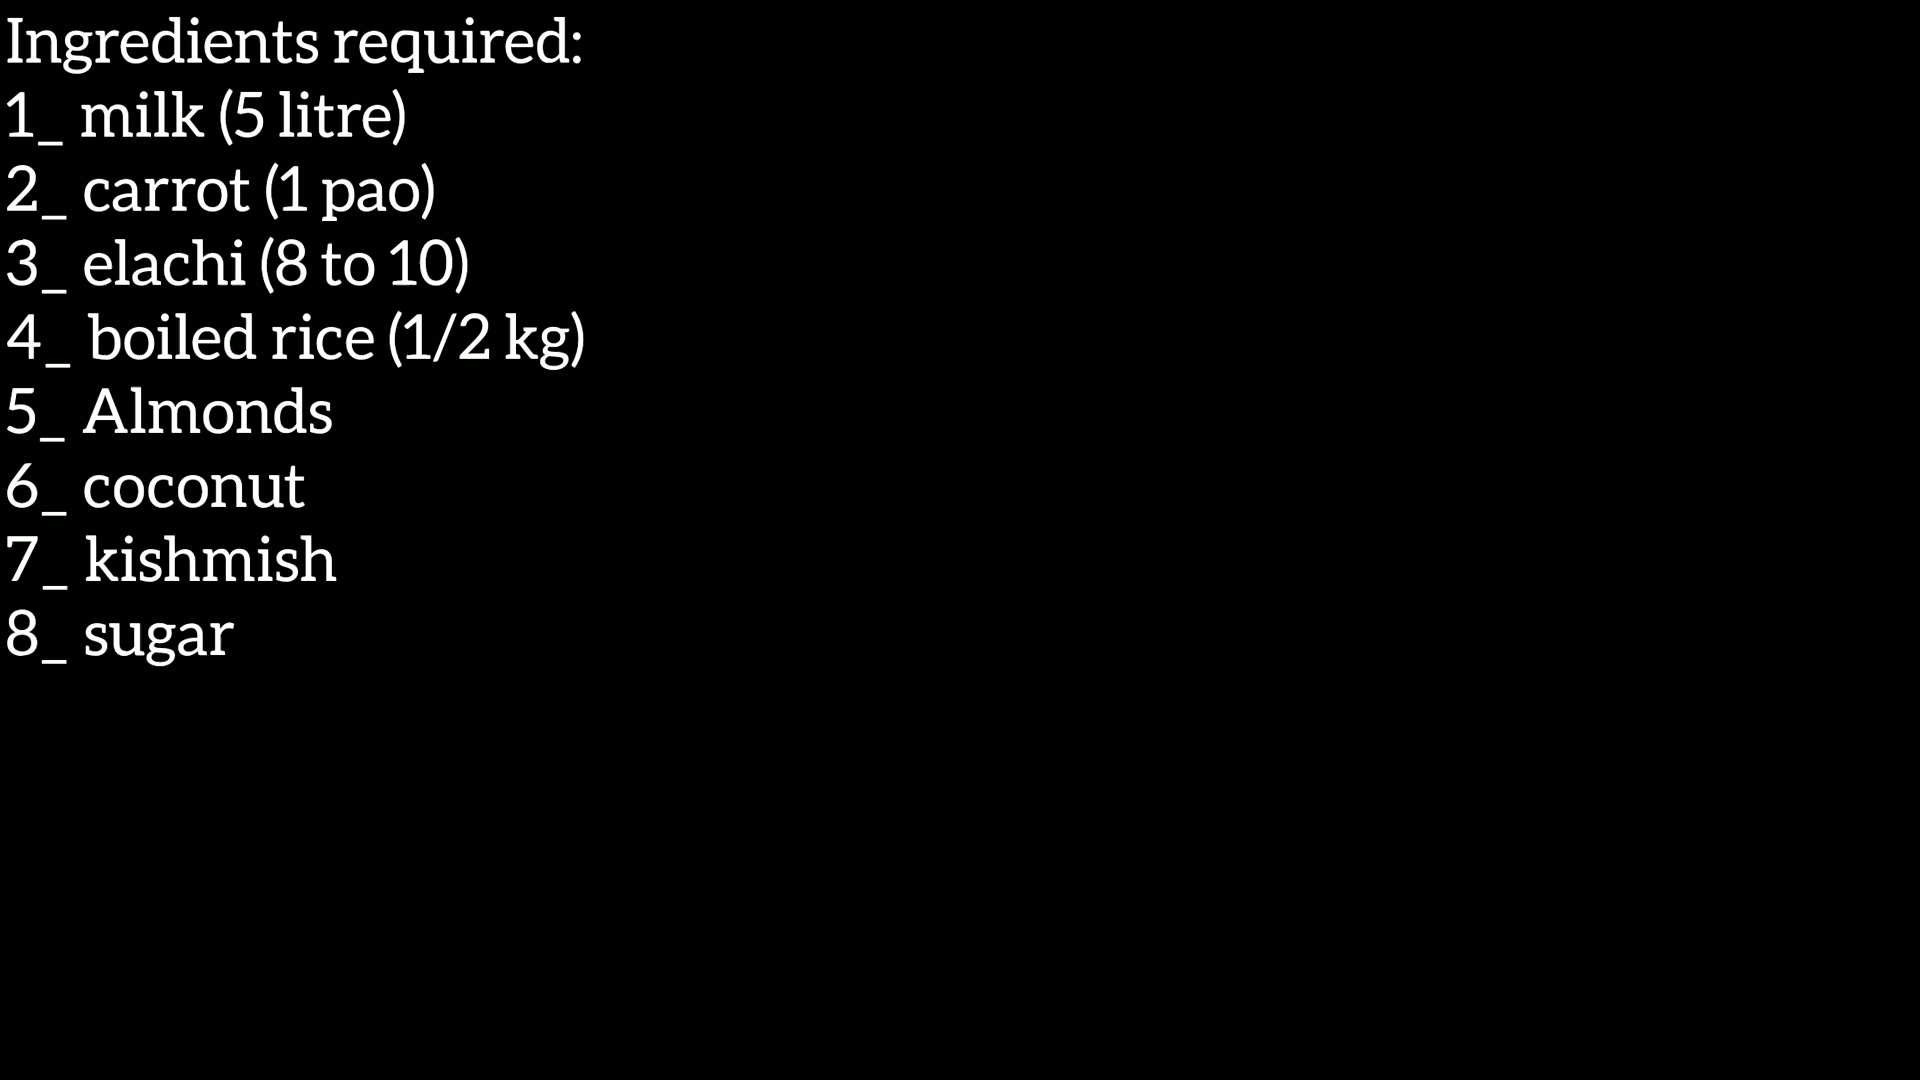 Ingredients required:
1_ milk (5 litre)
2_ carrot (1 pao)
3_ elachi (8 to 10)
4_ boiled rice (1/2 kg)
5_ Almonds
6_ coconut
7_ kishmish
8_ sugar